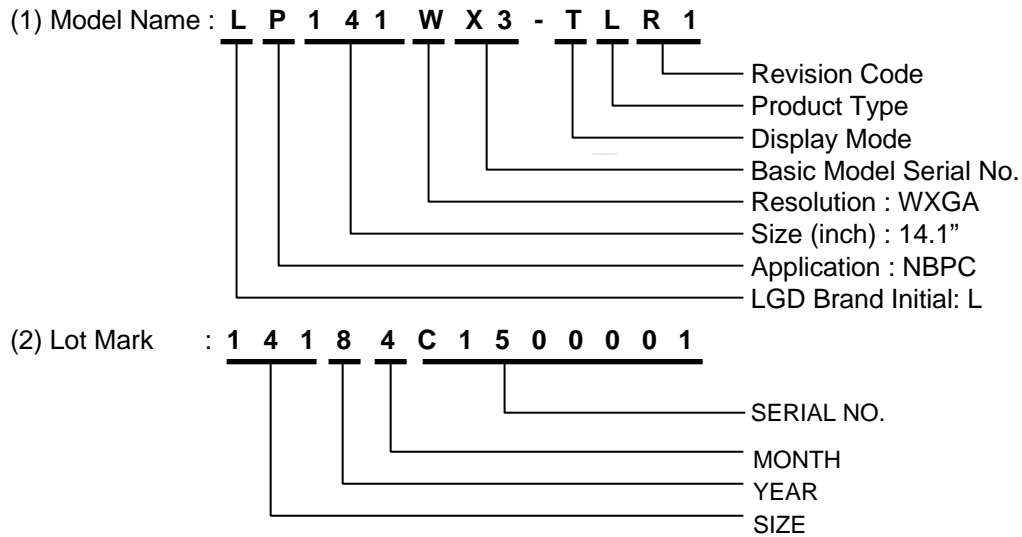 (1) Model Name : L P 1 4 1 W X 3 - T L R 1
Revision Code
Product Type
Display Mode
Basic Model Serial No.
Resolution : WXGA
Size (inch) : 14.1”
Application : NBPC
LGD Brand Initial: L
(2) Lot Mark : 1 4 1 8 4 C 1 5 0 0 0 0 1
SERIAL NO.
MONTH
YEAR
SIZE